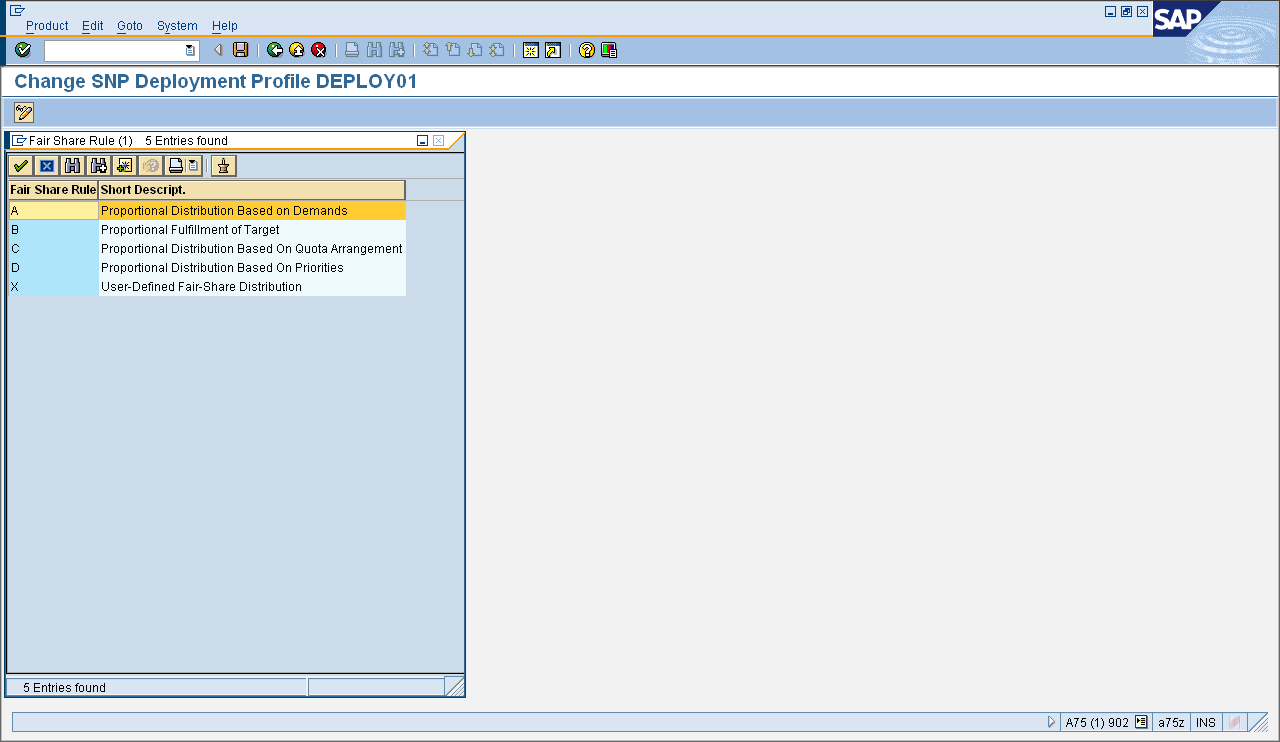 Product Edit Goto System Help
SAP
Change SNP Deployment Profile DEPLOY01
Fair Share Rule (1) 5 Entries found
Fair Share Rule Short Descript.
A Proportional Distribution Based on Demands
B Proportional Fulfillment of Target
C Proportional Distribution Based On Quota Arrangement
D Proportional Distribution Based On Priorities
X User-Defined Fair-Share Distribution
5 Entries found
A75 (1) 902 a75z INS